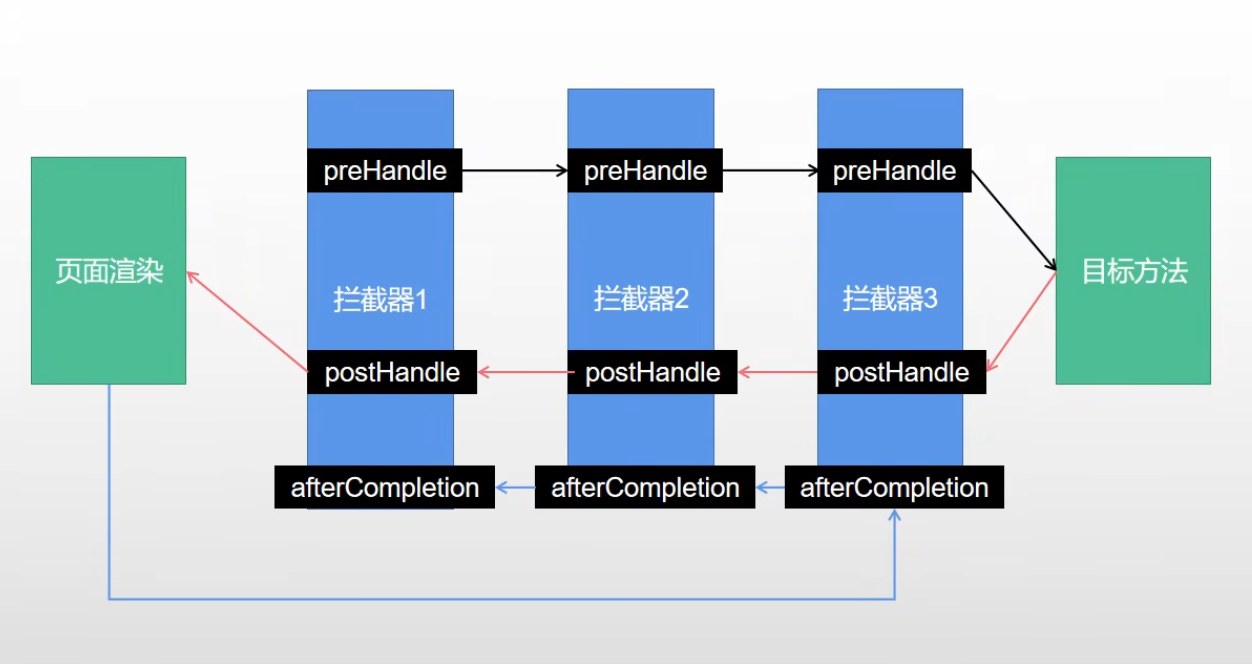 preHandle
preHandle
preHandle
页面渲染
拦截器1
拦截器2
拦截器3
目标方法
postHandle
postHandle
postHandle
afterCompletion
afterCompletion
afterCompletion